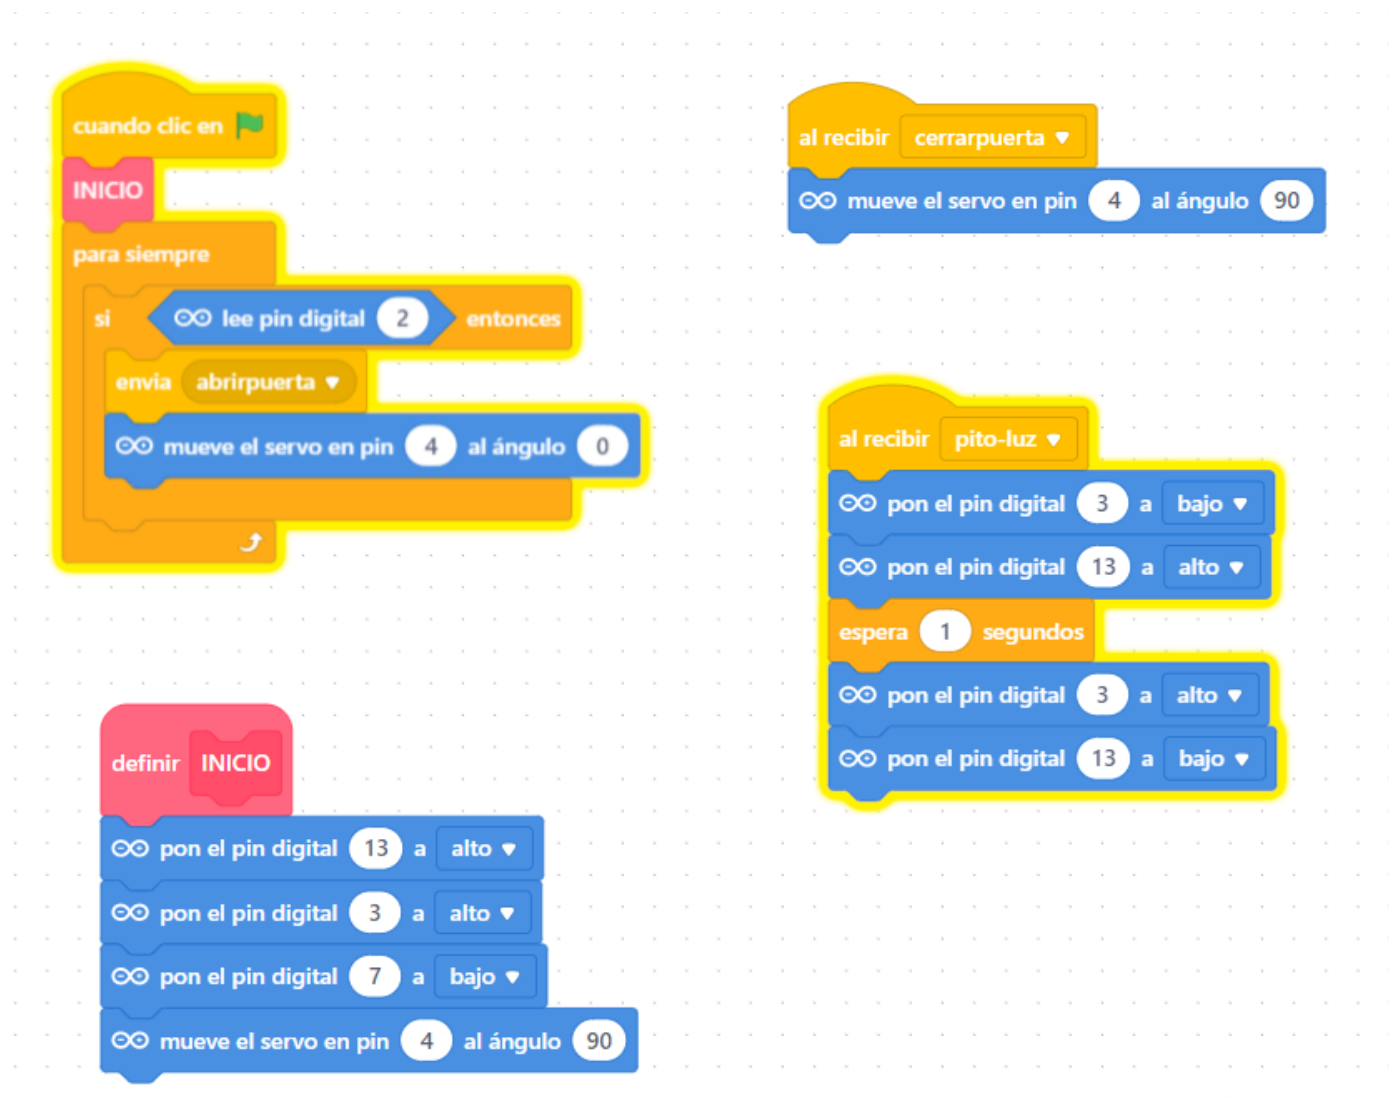 cuando clic en
INICIO
para siempre
si lee pin digital 2 entonces
envia abrirpuerta
mueve el servo en pin 4 al ángulo 0
definir INICIO
pon el pin digital 13 a alto
pon el pin digital 3 a alto
pon el pin digital 7 a bajo
mueve el servo en pin 4 al ángulo 90
al recibir cerrarpuerta
mueve el servo en pin 4 al ángulo 90
al recibir pito-luz
pon el pin digital 3 a bajo
pon el pin digital 13 a alto
espera 1 segundos
pon el pin digital 3 a alto
pon el pin digital 13 a bajo